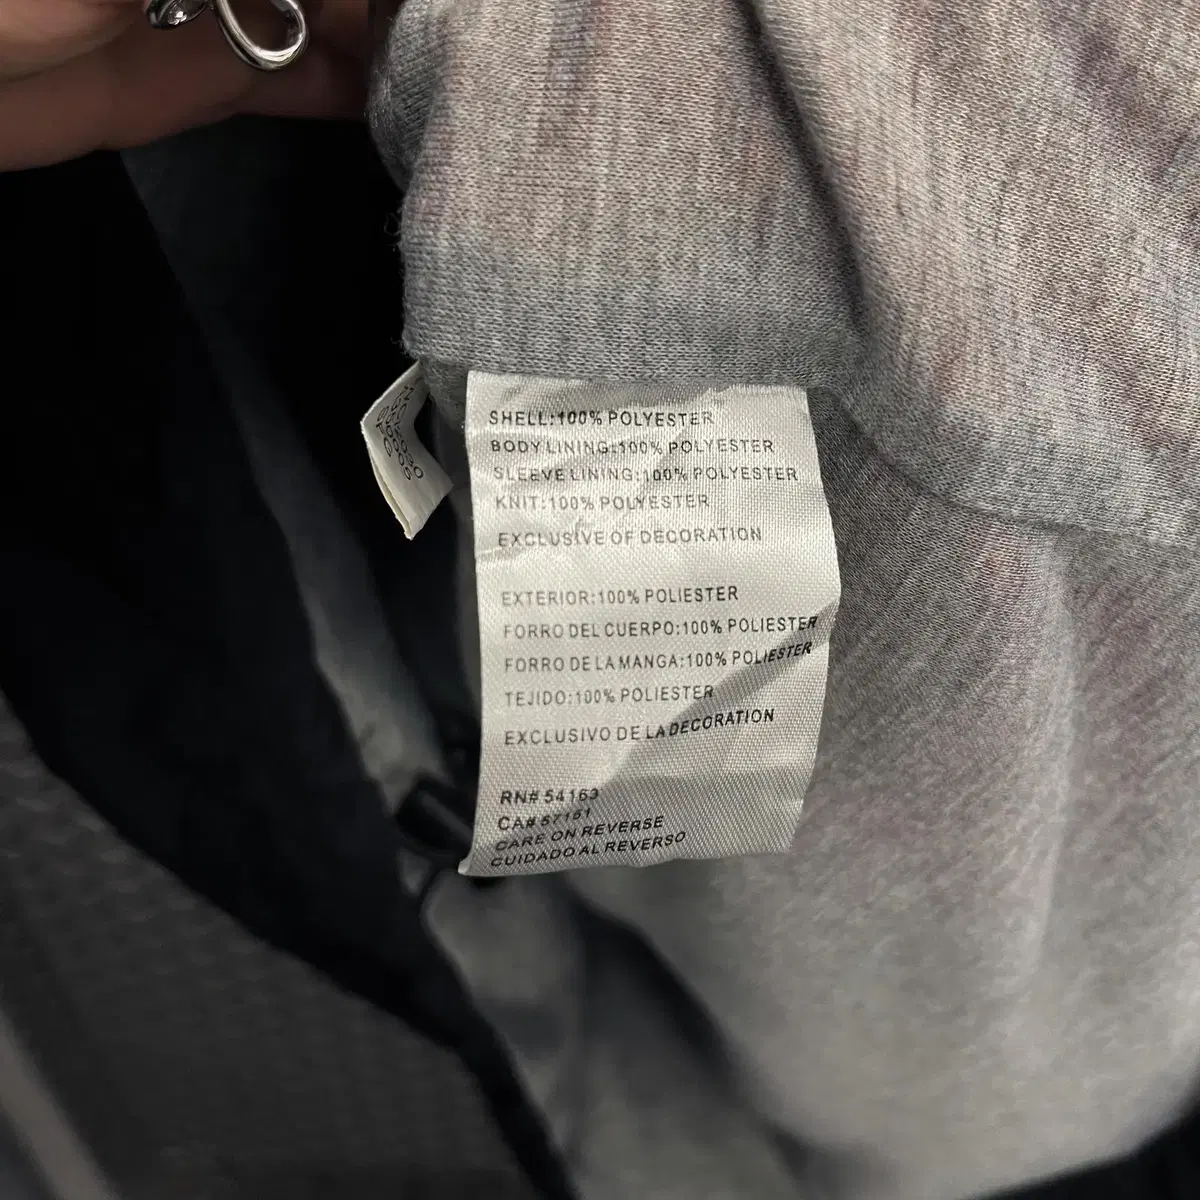 SHELL:100% POLYESTER
BODY LINING:100% POLYESTER
SLEEVE LINING:100% POLYESTER
KNIT:100% POLYESTER
EXCLUSIVE OF DECORATION
EXTERIOR:100% POLIESTER
FORRO DEL CUERPO:100% POLIESTER
FORRO DE LA MANGA:100% POLIESTER
TEJIDO:100% POLIESTER
EXCLUSIVO DE LA DECORATION
RN# 54163
CA# 57151
CARE ON REVERSE
CUIDADO AL REVERSO